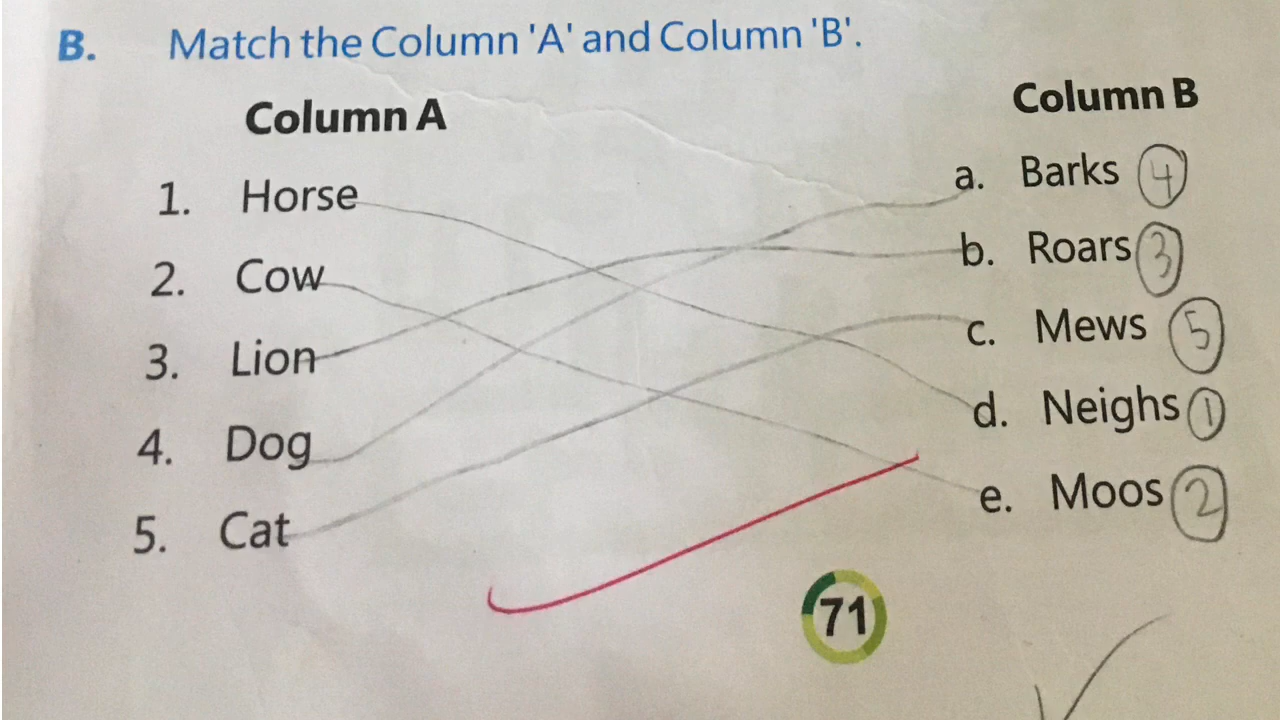 B. Match the Column 'A' and Column 'B'.
Column A Column B
1. Horse a. Barks 4
2. Cow b. Roars 3
3. Lion c. Mews 5
4. Dog d. Neighs 1
5. Cat e. Moos 2
71